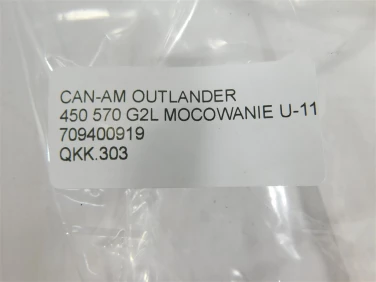 CAN-AM OUTLANDER
450 570 G2L MOCOWANIE U-11
709400919
QKK.303